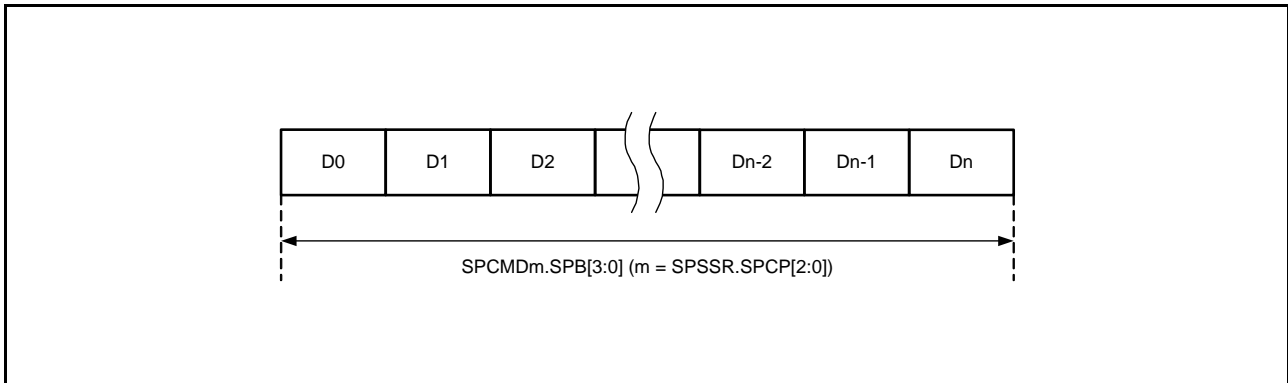 D0 D1 D2 Dn-2 Dn-1 Dn
SPCMDm.SPB[3:0] (m = SPSSR.SPCP[2:0])